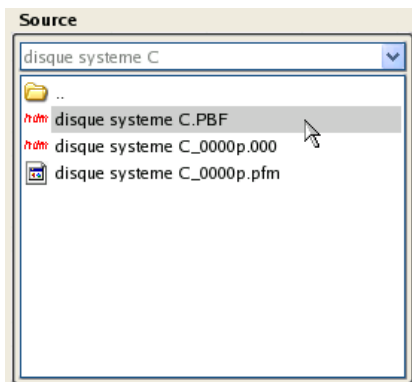 Source
disque systeme C
..
hdm disque systeme C.PBF
hdm disque systeme C_0000p.000
disque systeme C_0000p.pfm